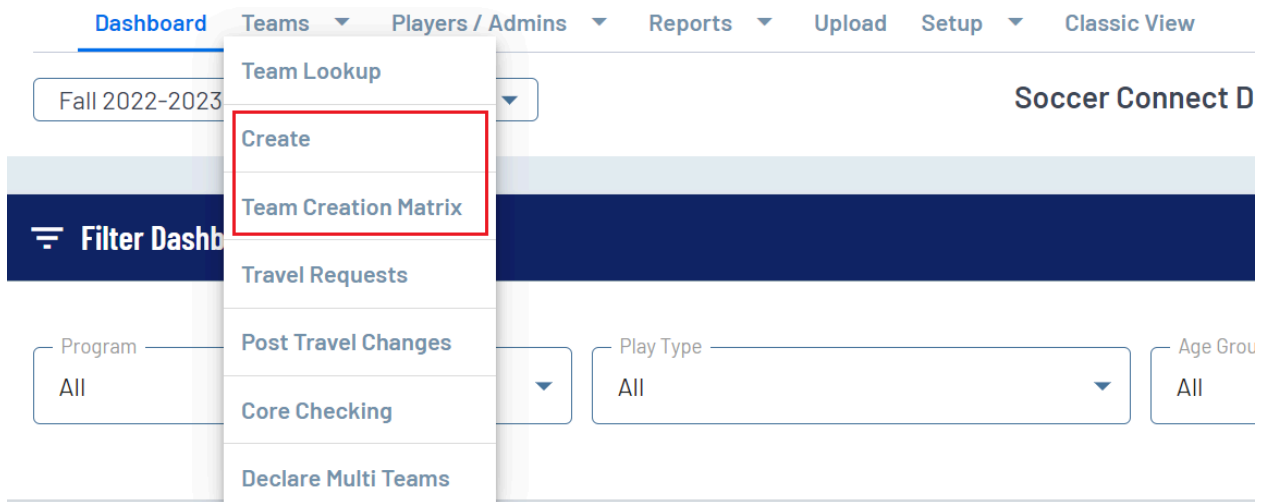 Dashboard Teams Players / Admins Reports Upload Setup Classic View
Team Lookup
Fall 2022-2023
Soccer Connect D
Create
Team Creation Matrix
Filter Dashb
Travel Requests
Program
Post Travel Changes
Play Type
Age Grou
All
All
All
Core Checking
Declare Multi Teams